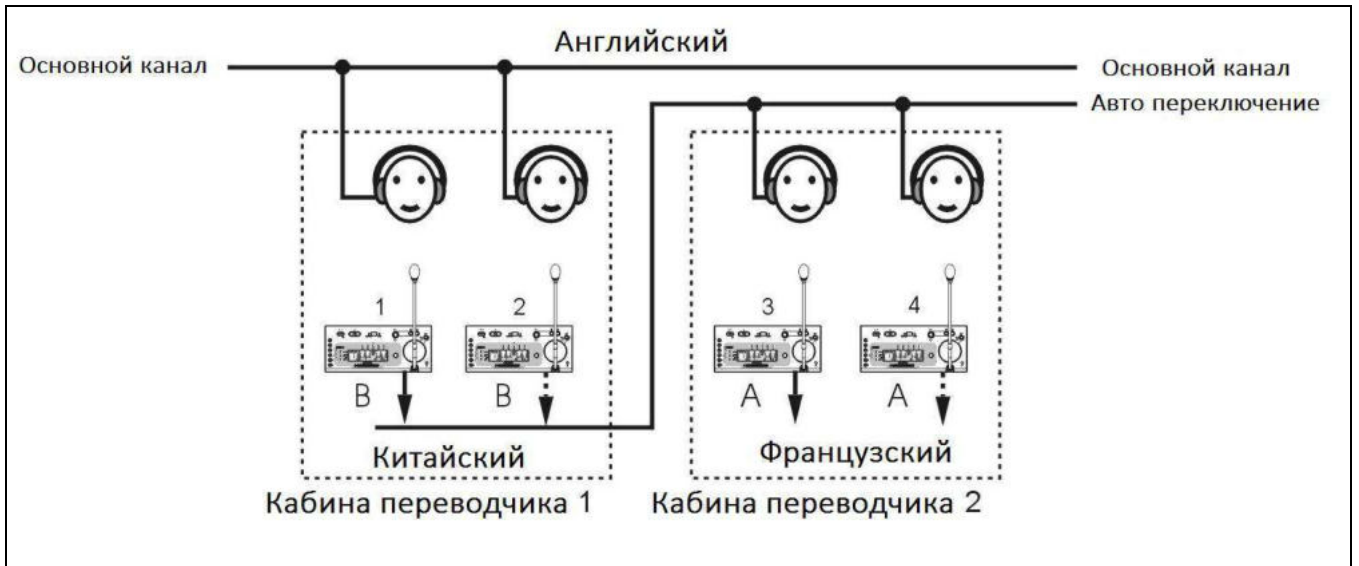 Английский
Основной канал
Основной канал
Авто переключение
1 2 3 4
B B A A
Китайский Французский
Кабина переводчика 1 Кабина переводчика 2